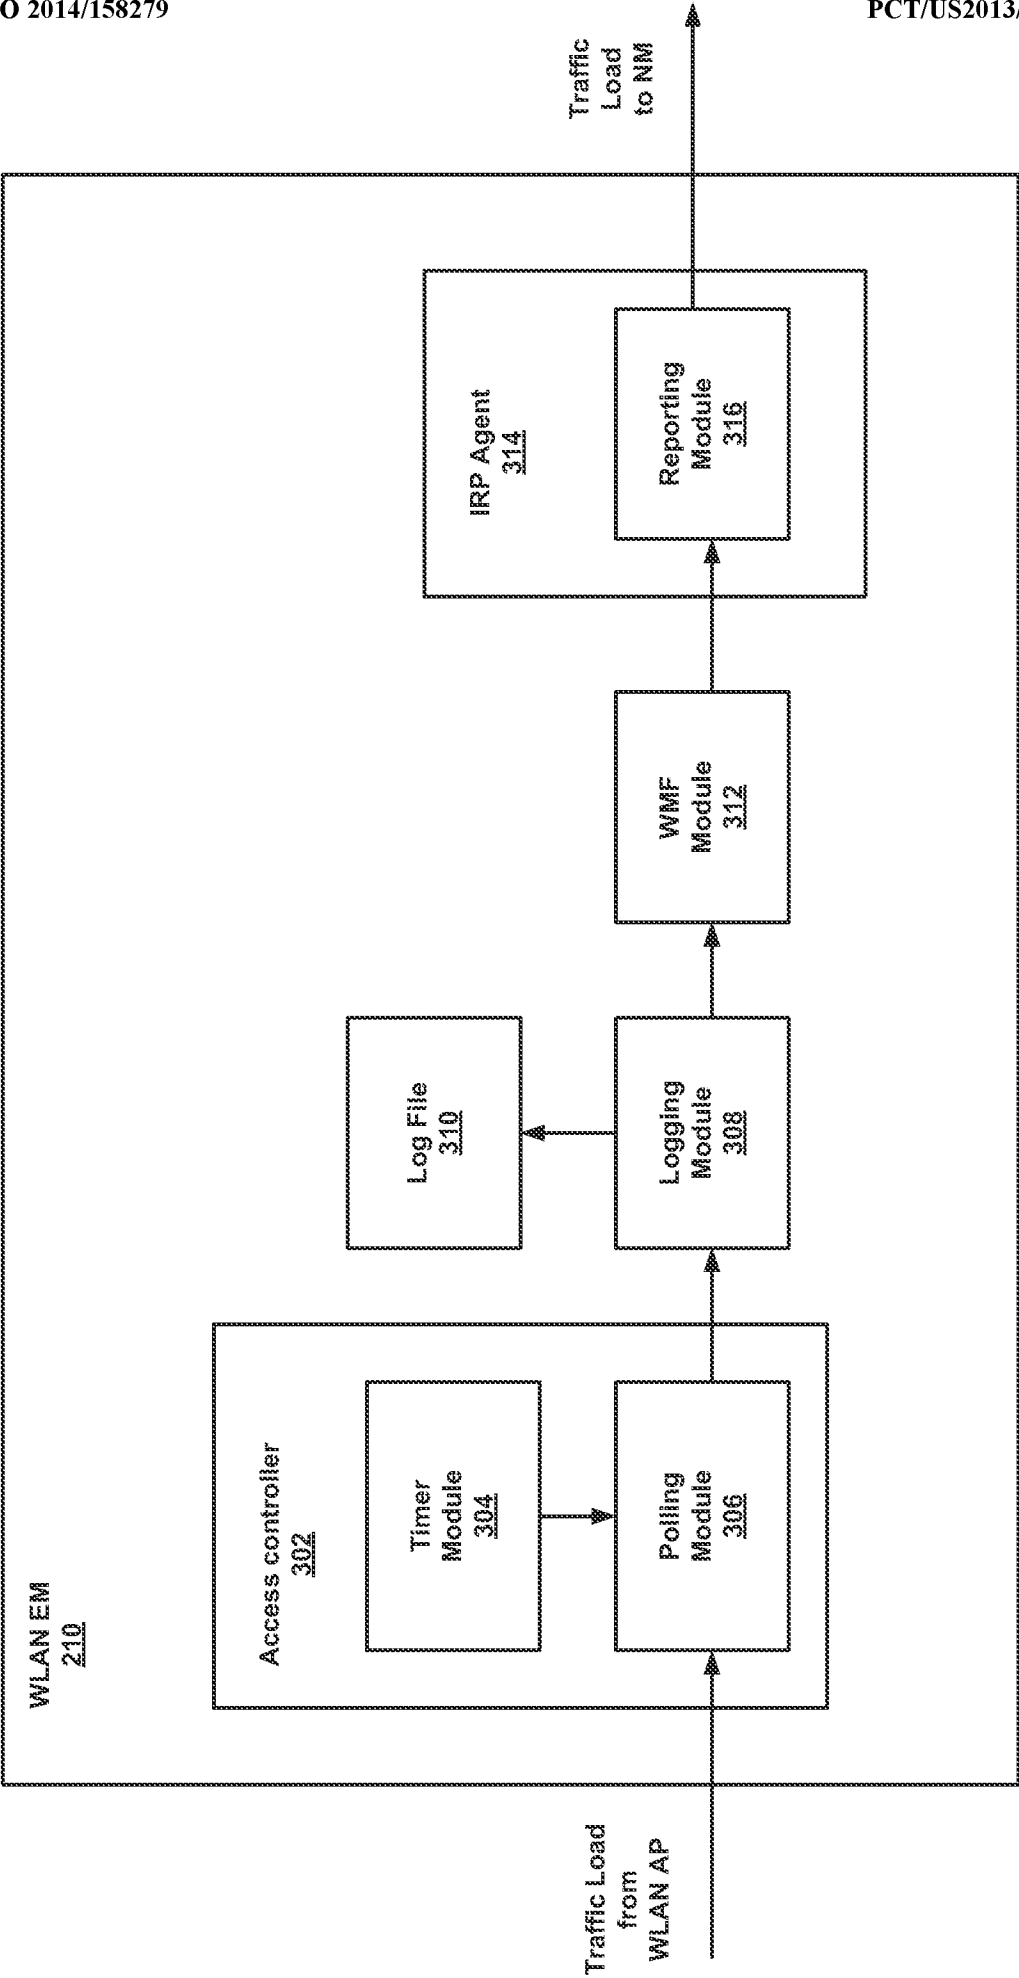 O 2014/158279
PCT/US2013/
WLAN EM
210
Access controller
302
Timer
Module
304
Polling
Module
306
Log File
310
Logging
Module
308
WMF
Module
312
IRP Agent
314
Reporting
Module
316
Traffic Load
from
WLAN AP
Traffic
Load
to NM